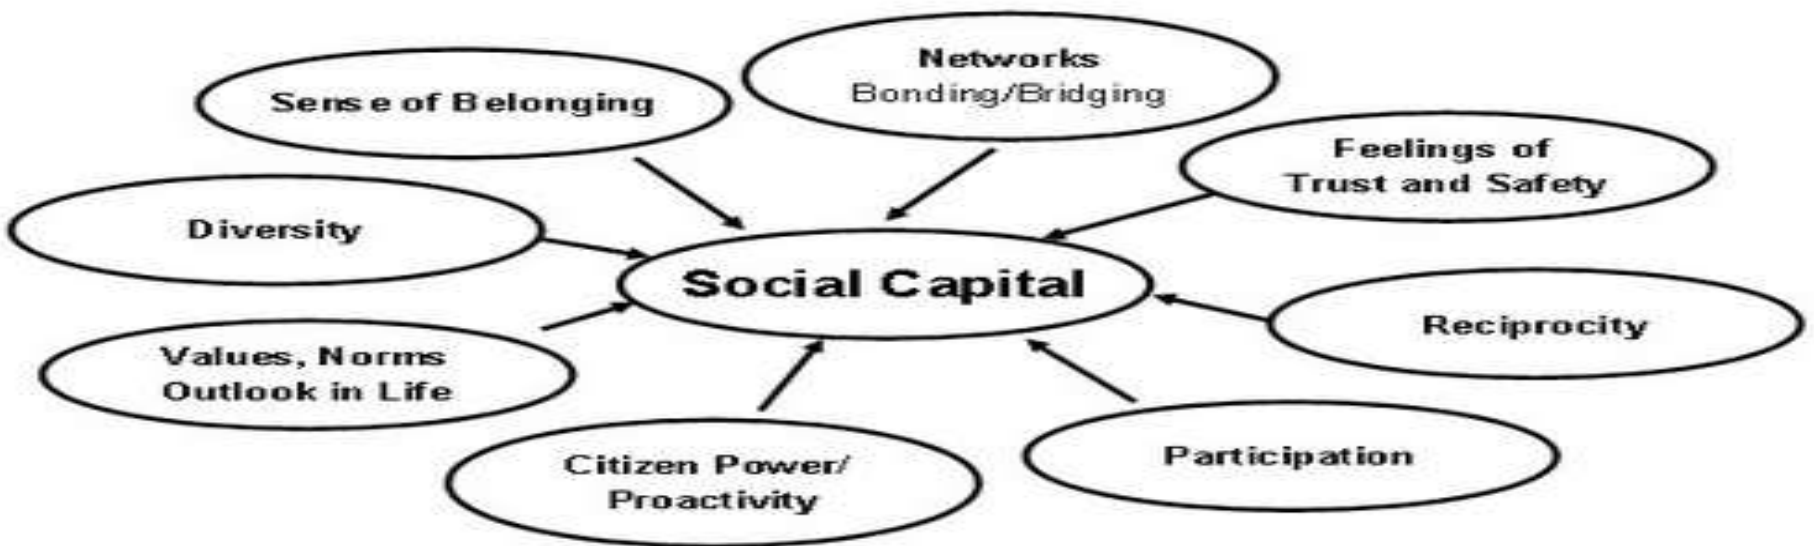 Networks
Bonding/Bridging
Sense of Belonging
Feelings of
Trust and Safety
Diversity
Social Capital
Reciprocity
Values, Norms
Outlook in Life
Citizen Power/
Proactivity
Participation